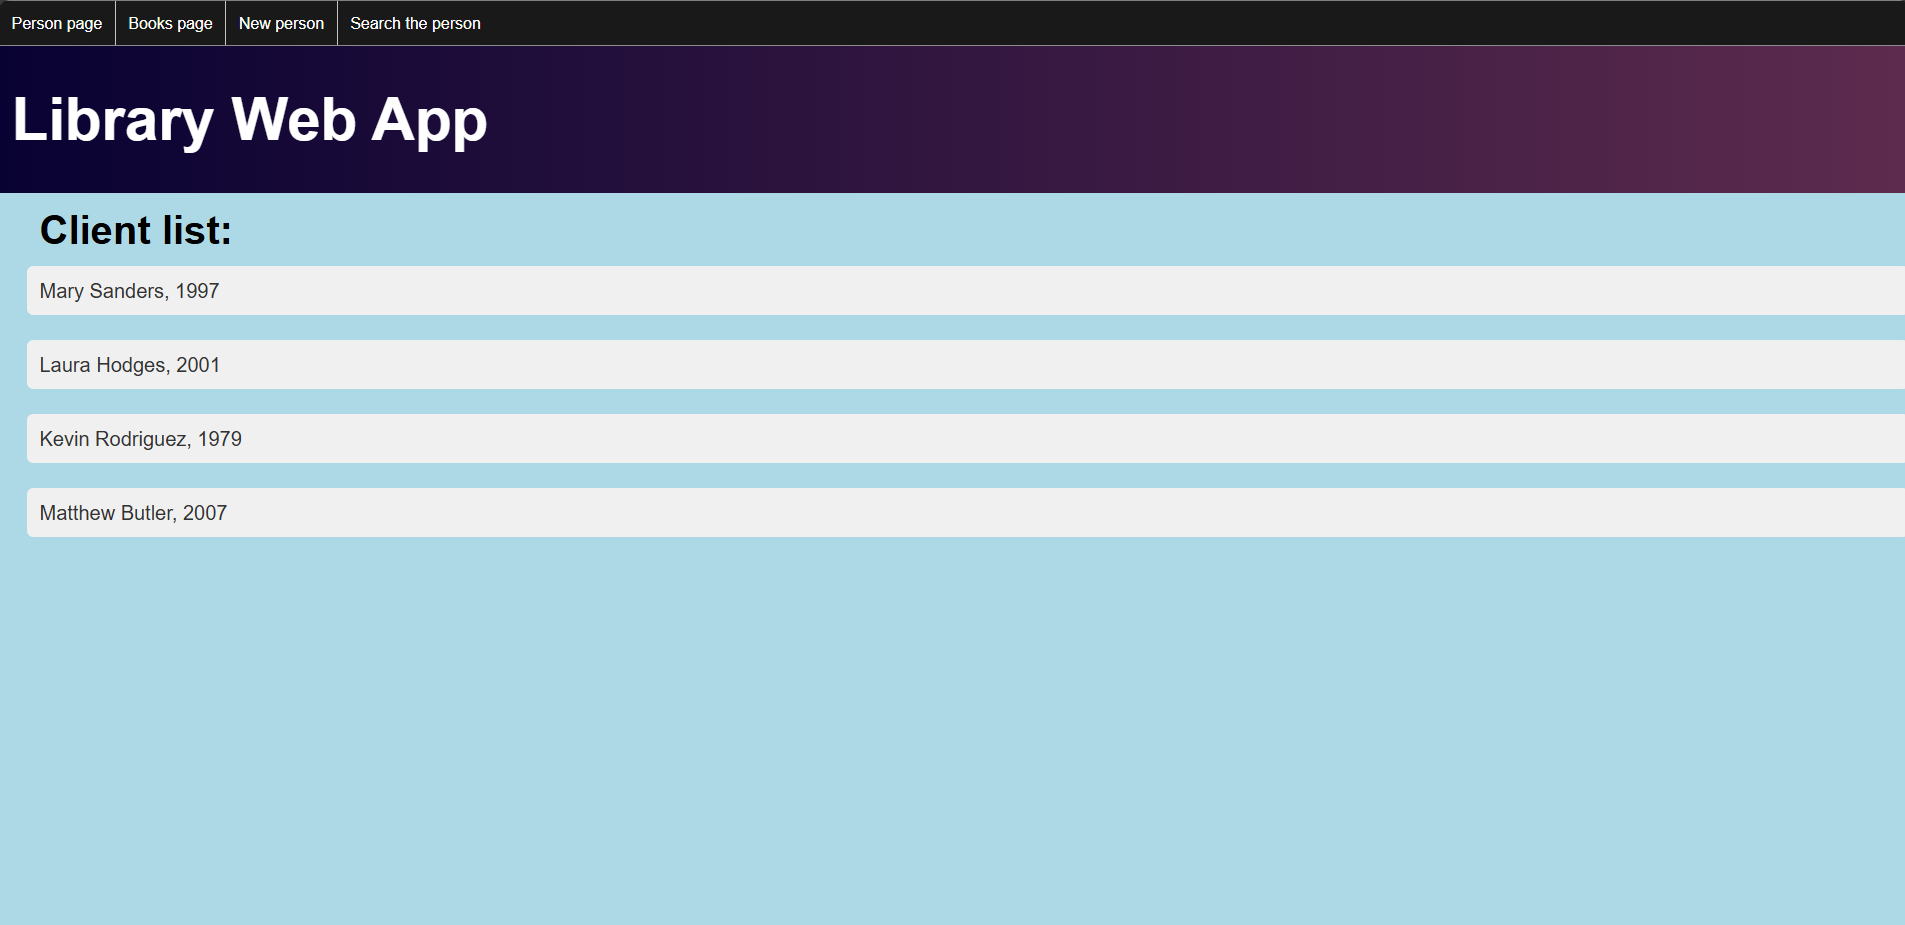 Person page Books page New person Search the person
Library Web App
Client list:
Mary Sanders, 1997
Laura Hodges, 2001
Kevin Rodriguez, 1979
Matthew Butler, 2007